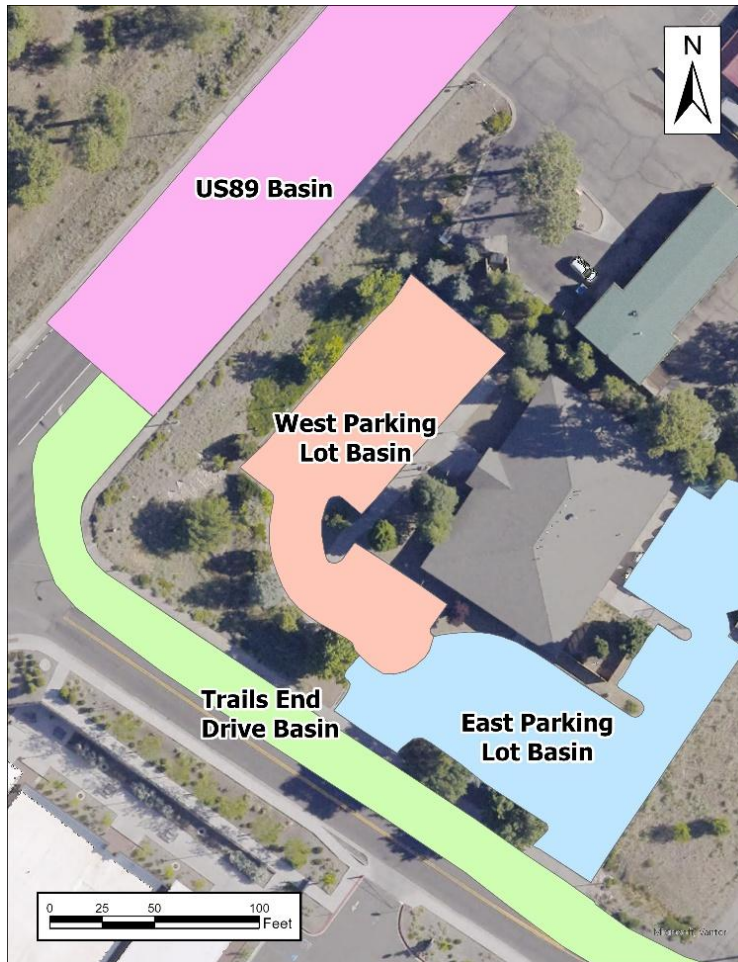 N
US89 Basin
West Parking
Lot Basin
Trails End
Drive Basin
East Parking
Lot Basin
0 25 50 100
Feet